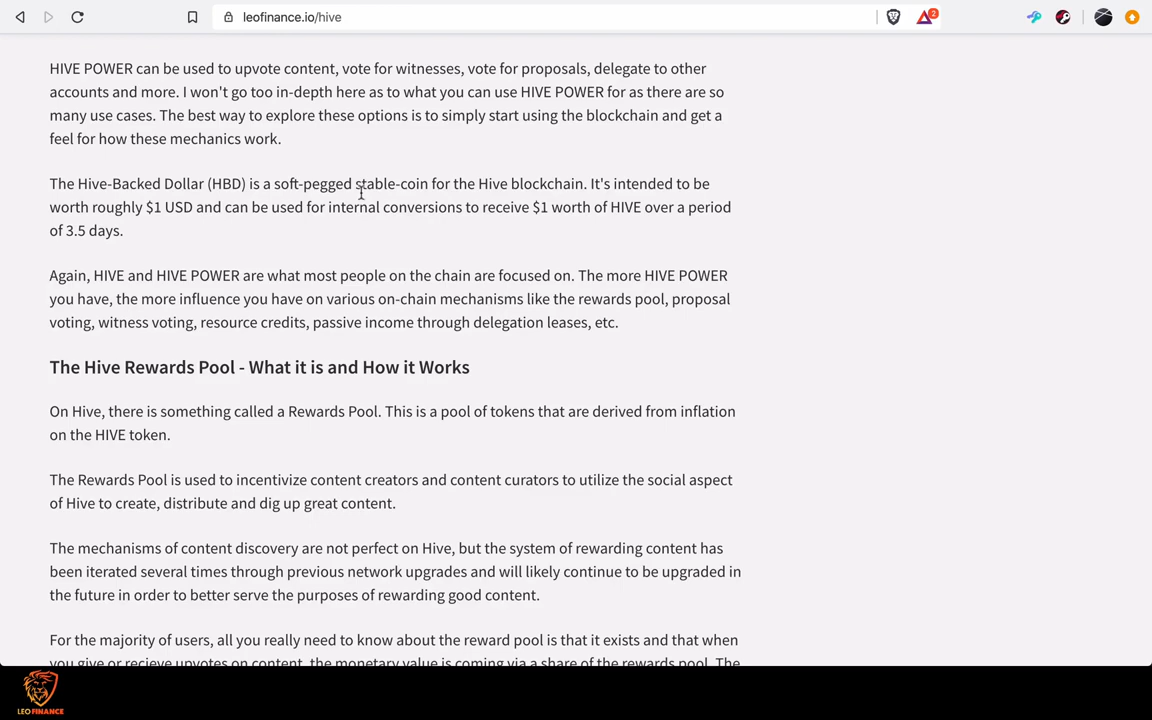 leofinance.io/hive
2
HIVE POWER can be used to upvote content, vote for witnesses, vote for proposals, delegate to other
accounts and more. I won't go too in-depth here as to what you can use HIVE POWER for as there are so
many use cases. The best way to explore these options is to simply start using the blockchain and get a
feel for how these mechanics work.
The Hive-Backed Dollar (HBD) is a soft-pegged stable-coin for the Hive blockchain. It's intended to be
worth roughly $1 USD and can be used for internal conversions to receive $1 worth of HIVE over a period
of 3.5 days.
Again, HIVE and HIVE POWER are what most people on the chain are focused on. The more HIVE POWER
you have, the more influence you have on various on-chain mechanisms like the rewards pool, proposal
voting, witness voting, resource credits, passive income through delegation leases, etc.
The Hive Rewards Pool - What it is and How it Works
On Hive, there is something called a Rewards Pool. This is a pool of tokens that are derived from inflation
on the HIVE token.
The Rewards Pool is used to incentivize content creators and content curators to utilize the social aspect
of Hive to create, distribute and dig up great content.
The mechanisms of content discovery are not perfect on Hive, but the system of rewarding content has
been iterated several times through previous network upgrades and will likely continue to be upgraded in
the future in order to better serve the purposes of rewarding good content.
For the majority of users, all you really need to know about the reward pool is that it exists and that when
you give or recieve upvotes on content, the monetary value is coming via a share of the rewards pool. The
LEOFINANCE